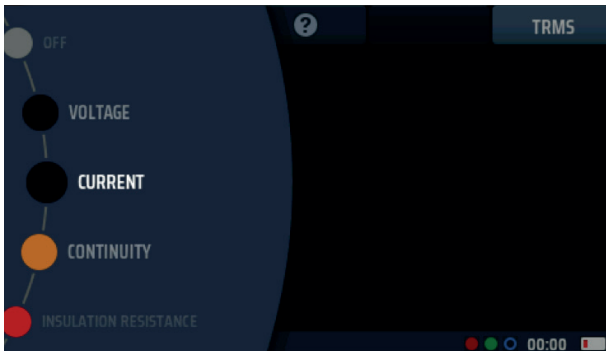 OFF
?
TRMS
VOLTAGE
CURRENT
CONTINUITY
INSULATION RESISTANCE
00:00